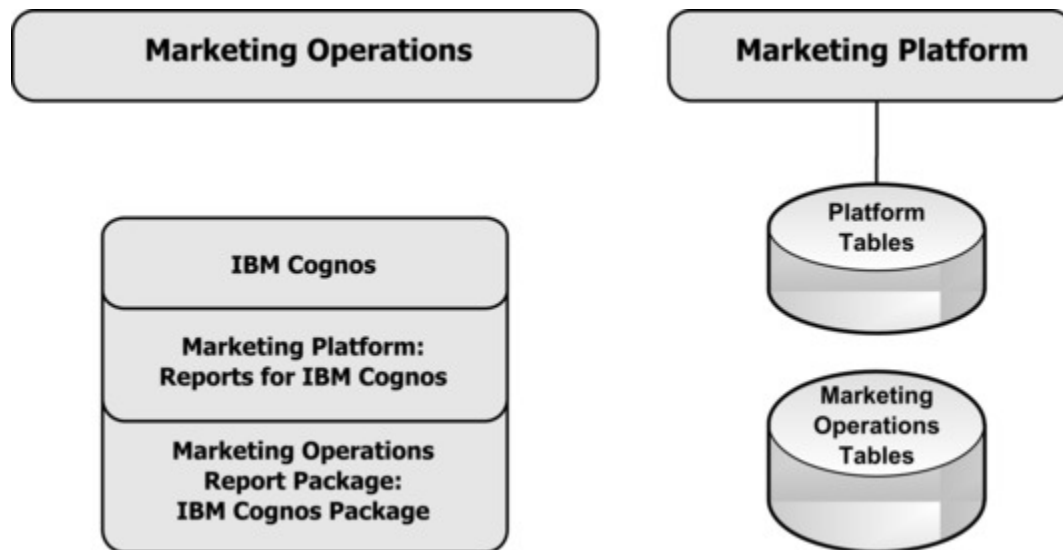 Marketing Operations
Marketing Platform
Platform
Tables
IBM Cognos
Marketing Platform:
Reports for IBM Cognos
Marketing
Operations
Tables
Marketing Operations
Report Package:
IBM Cognos Package